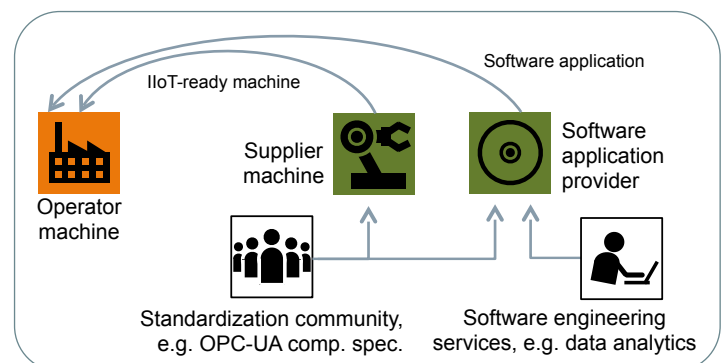 Software application
IIoT-ready machine
Supplier
machine
Software
application
provider
Operator
machine
Standardization community,
e.g. OPC-UA comp. spec.
Software engineering
services, e.g. data analytics